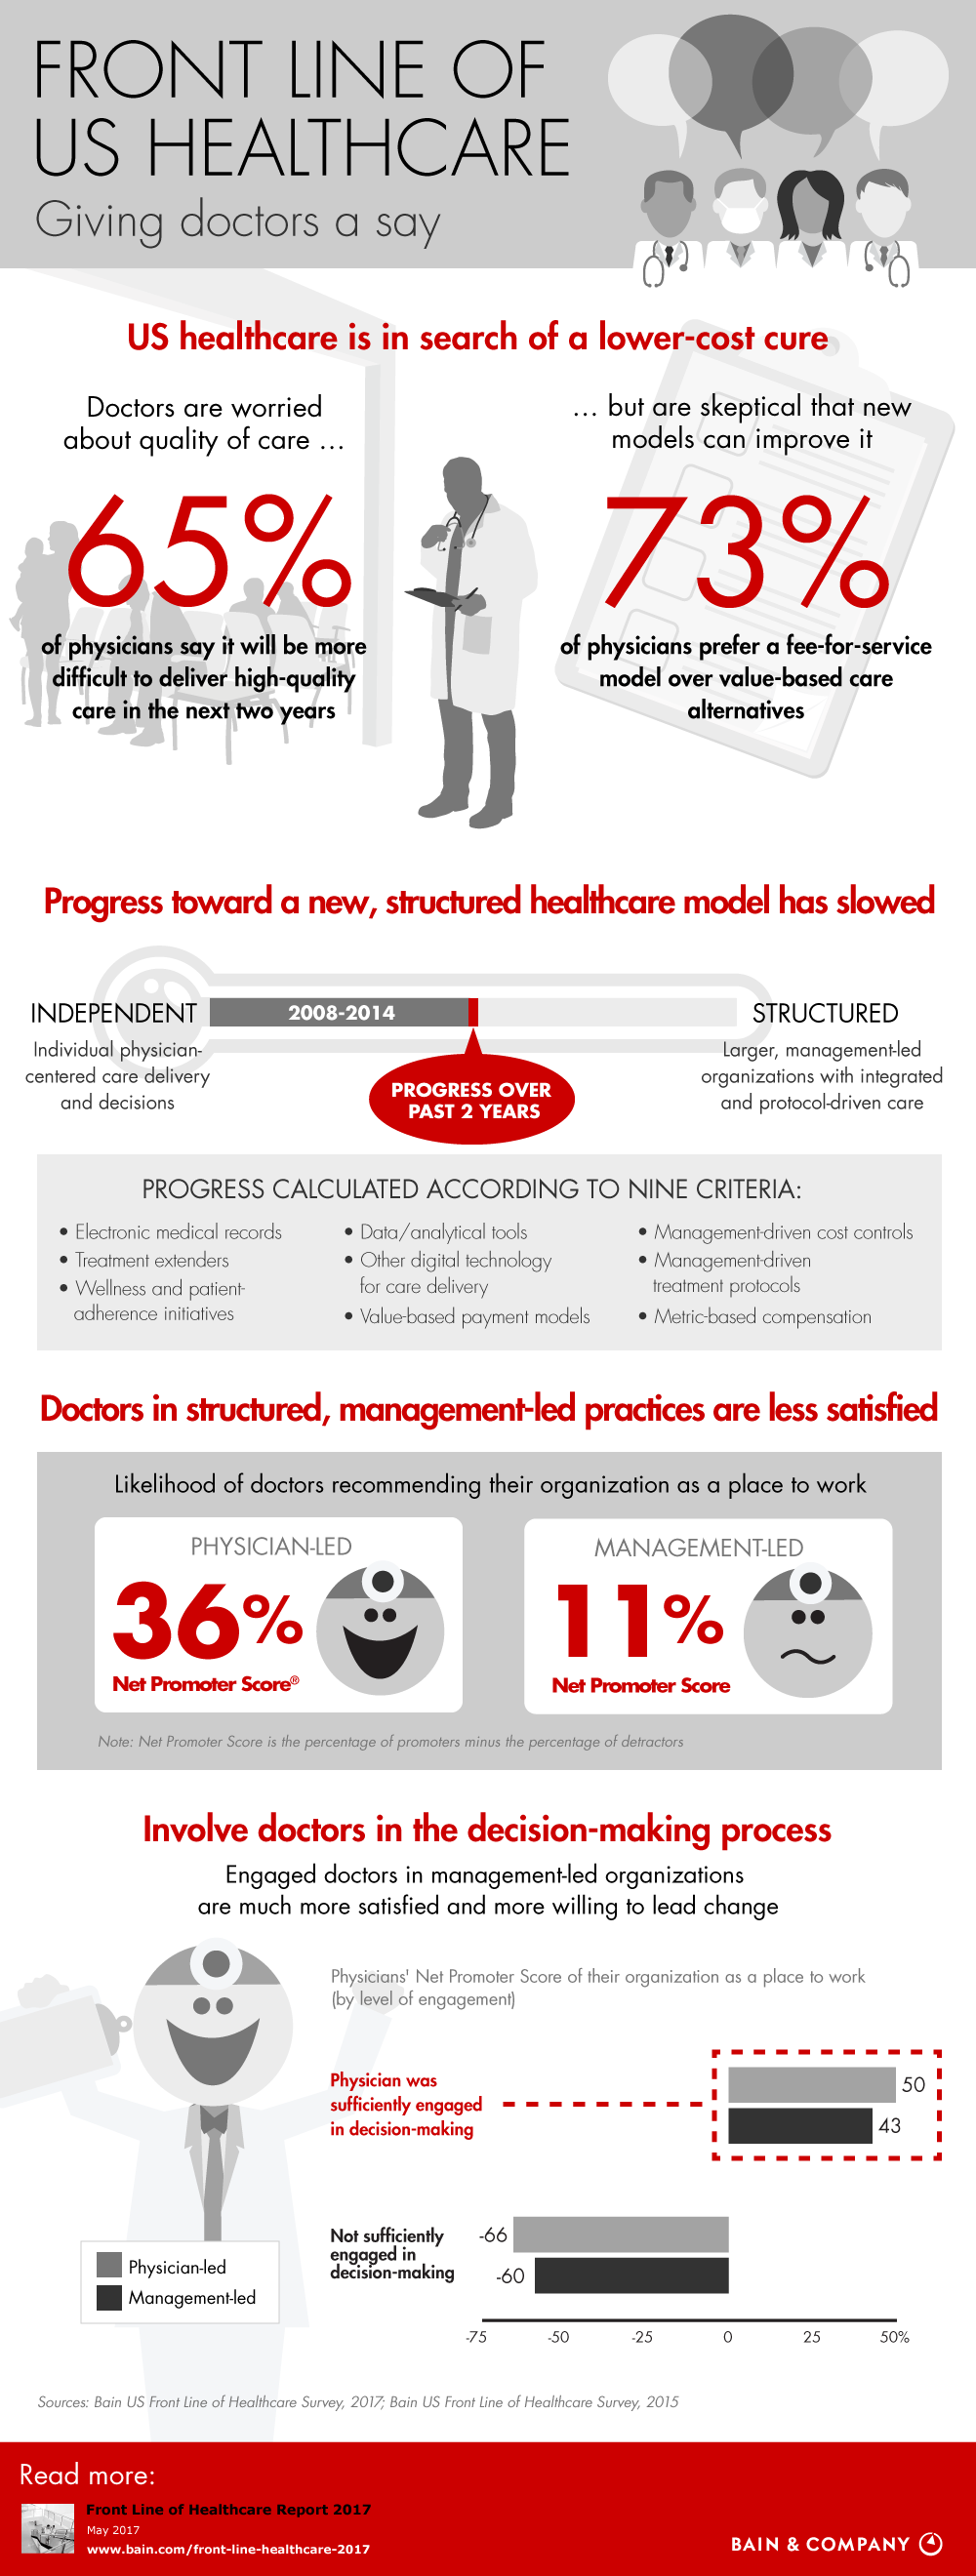 FRONT LINE OF
US HEALTHCARE
Giving doctors a say
US healthcare is in search of a lower-cost cure
Doctors are worried
about quality of care ...
65%
of physicians say it will be more
difficult to deliver high-quality
care in the next two years
... but are skeptical that new
models can improve it
73%
of physicians prefer a fee-for-service
model over value-based care
alternatives
Progress toward a new, structured healthcare model has slowed
INDEPENDENT
Individual physician-
centered care delivery
and decisions
2008-2014
PROGRESS OVER
PAST 2 YEARS
STRUCTURED
Larger, management-led
organizations with integrated
and protocol-driven care
PROGRESS CALCULATED ACCORDING TO NINE CRITERIA:
• Electronic medical records
• Treatment extenders
• Wellness and patient-
adherence initiatives
• Data/analytical tools
• Other digital technology
for care delivery
• Value-based payment models
• Management-driven cost controls
• Management-driven
treatment protocols
• Metric-based compensation
Doctors in structured, management-led practices are less satisfied
Likelihood of doctors recommending their organization as a place to work
PHYSICIAN-LED
36%
Net Promoter Score®
MANAGEMENT-LED
11%
Net Promoter Score
Note: Net Promoter Score is the percentage of promoters minus the percentage of detractors
Involve doctors in the decision-making process
Engaged doctors in management-led organizations
are much more satisfied and more willing to lead change
Physicians' Net Promoter Score of their organization as a place to work
(by level of engagement)
Physician was
sufficiently engaged
in decision-making
50
43
Not sufficiently
engaged in
decision-making
-66
-60
Physician-led
Management-led
-75 -50 -25 0 25 50%
Sources: Bain US Front Line of Healthcare Survey, 2017; Bain US Front Line of Healthcare Survey, 2015
Read more:
Front Line of Healthcare Report 2017
May 2017
www.bain.com/front-line-healthcare-2017
BAIN & COMPANY